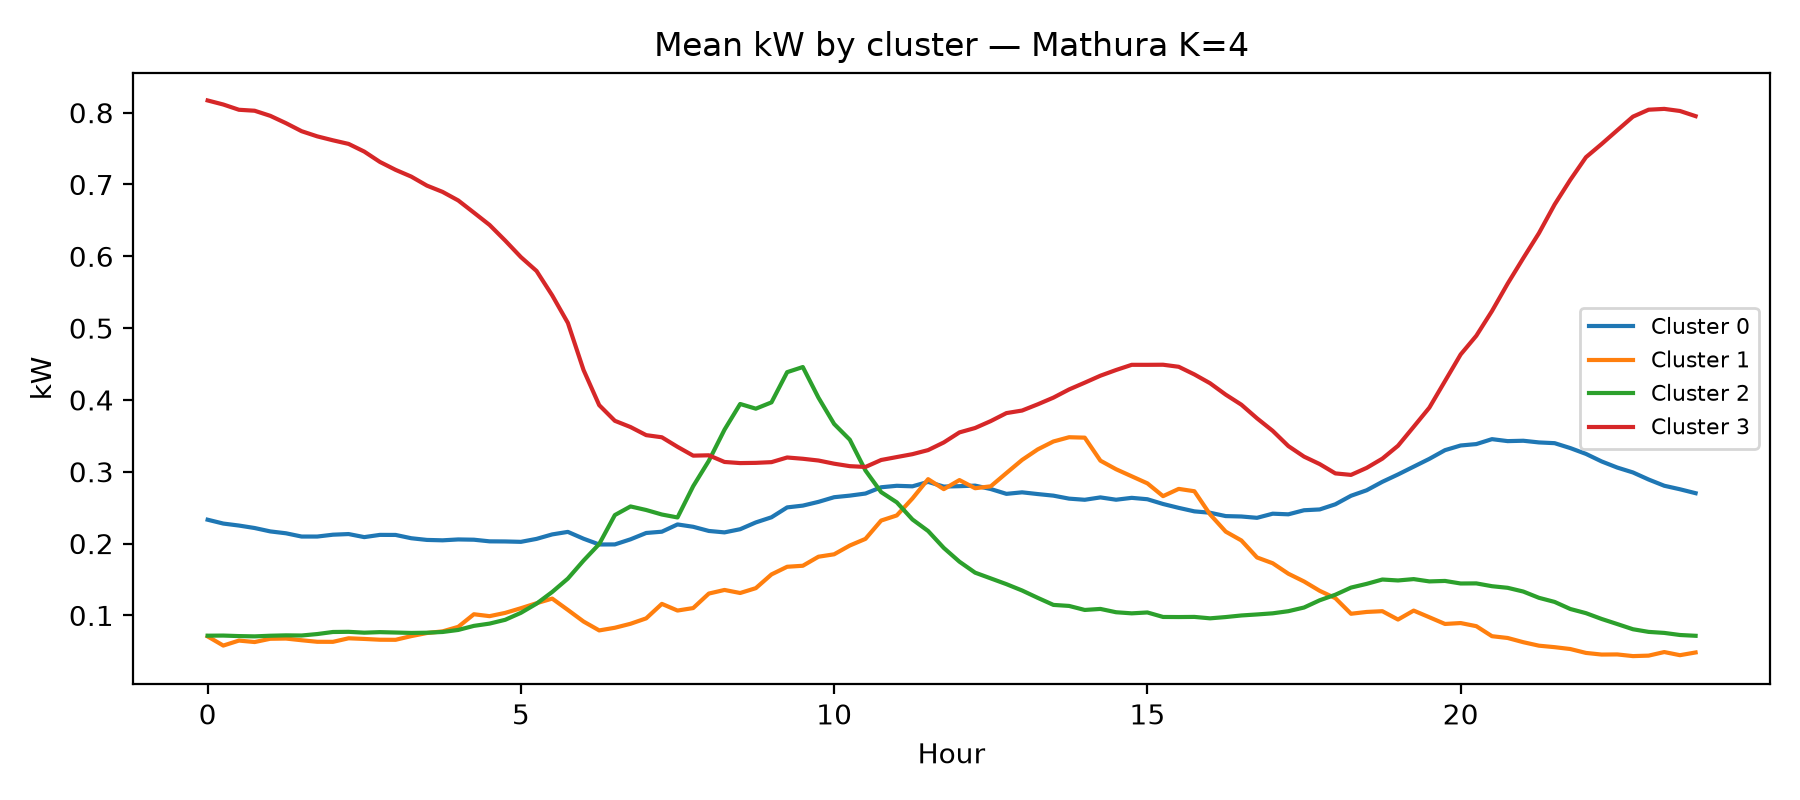 Mean kW by cluster — Mathura K=4
kW
0.8
0.7
0.6
0.5
0.4
0.3
0.2
0.1
Cluster 0
Cluster 1
Cluster 2
Cluster 3
0 5 10 15 20
Hour